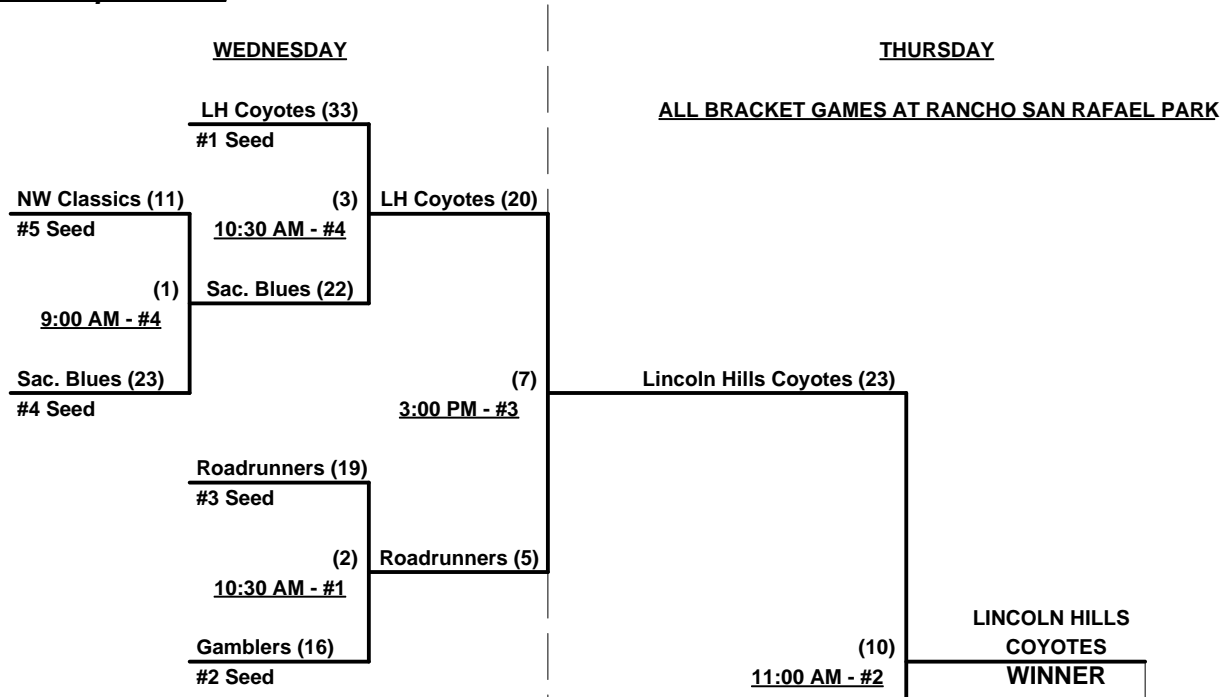 WEDNESDAY
THURSDAY
LH Coyotes (33)
ALL BRACKET GAMES AT RANCHO SAN RAFAEL PARK
#1 Seed
NW Classics (11)
(3)
LH Coyotes (20)
#5 Seed
10:30 AM - #4
(1)
Sac. Blues (22)
9:00 AM - #4
Sac. Blues (23)
(7)
Lincoln Hills Coyotes (23)
#4 Seed
3:00 PM - #3
Roadrunners (19)
#3 Seed
(2)
Roadrunners (5)
10:30 AM - #1
LINCOLN HILLS
Gamblers (16)
(10)
COYOTES
#2 Seed
11:00 AM - #2
WINNER